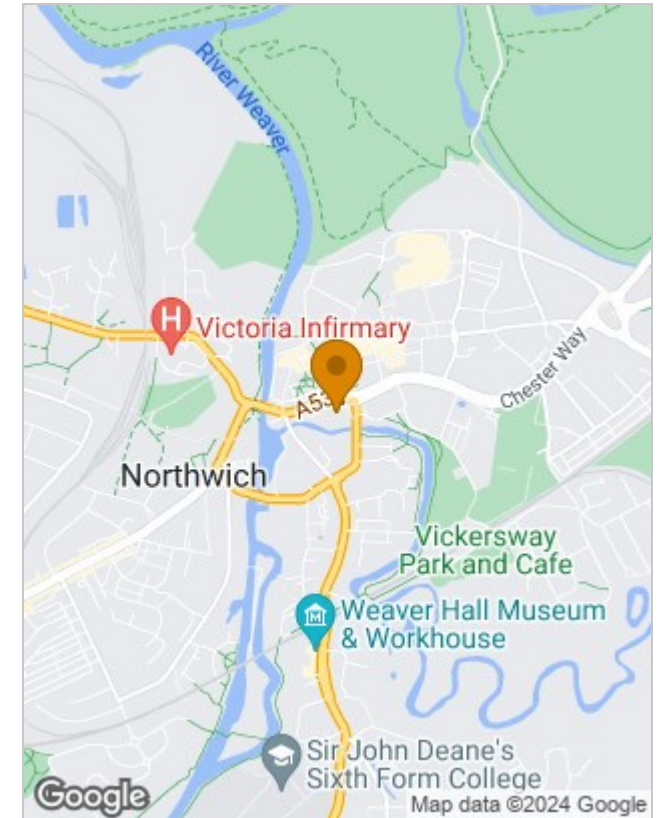 River Weaver
H
Victoria Infirmary
Chester Way
A53
Northwich
Vickersway
Park and Cafe
M
Weaver Hall Museum
& Workhouse
Sir John Deane's
Sixth Form College
Google
Map data ©2024 Google